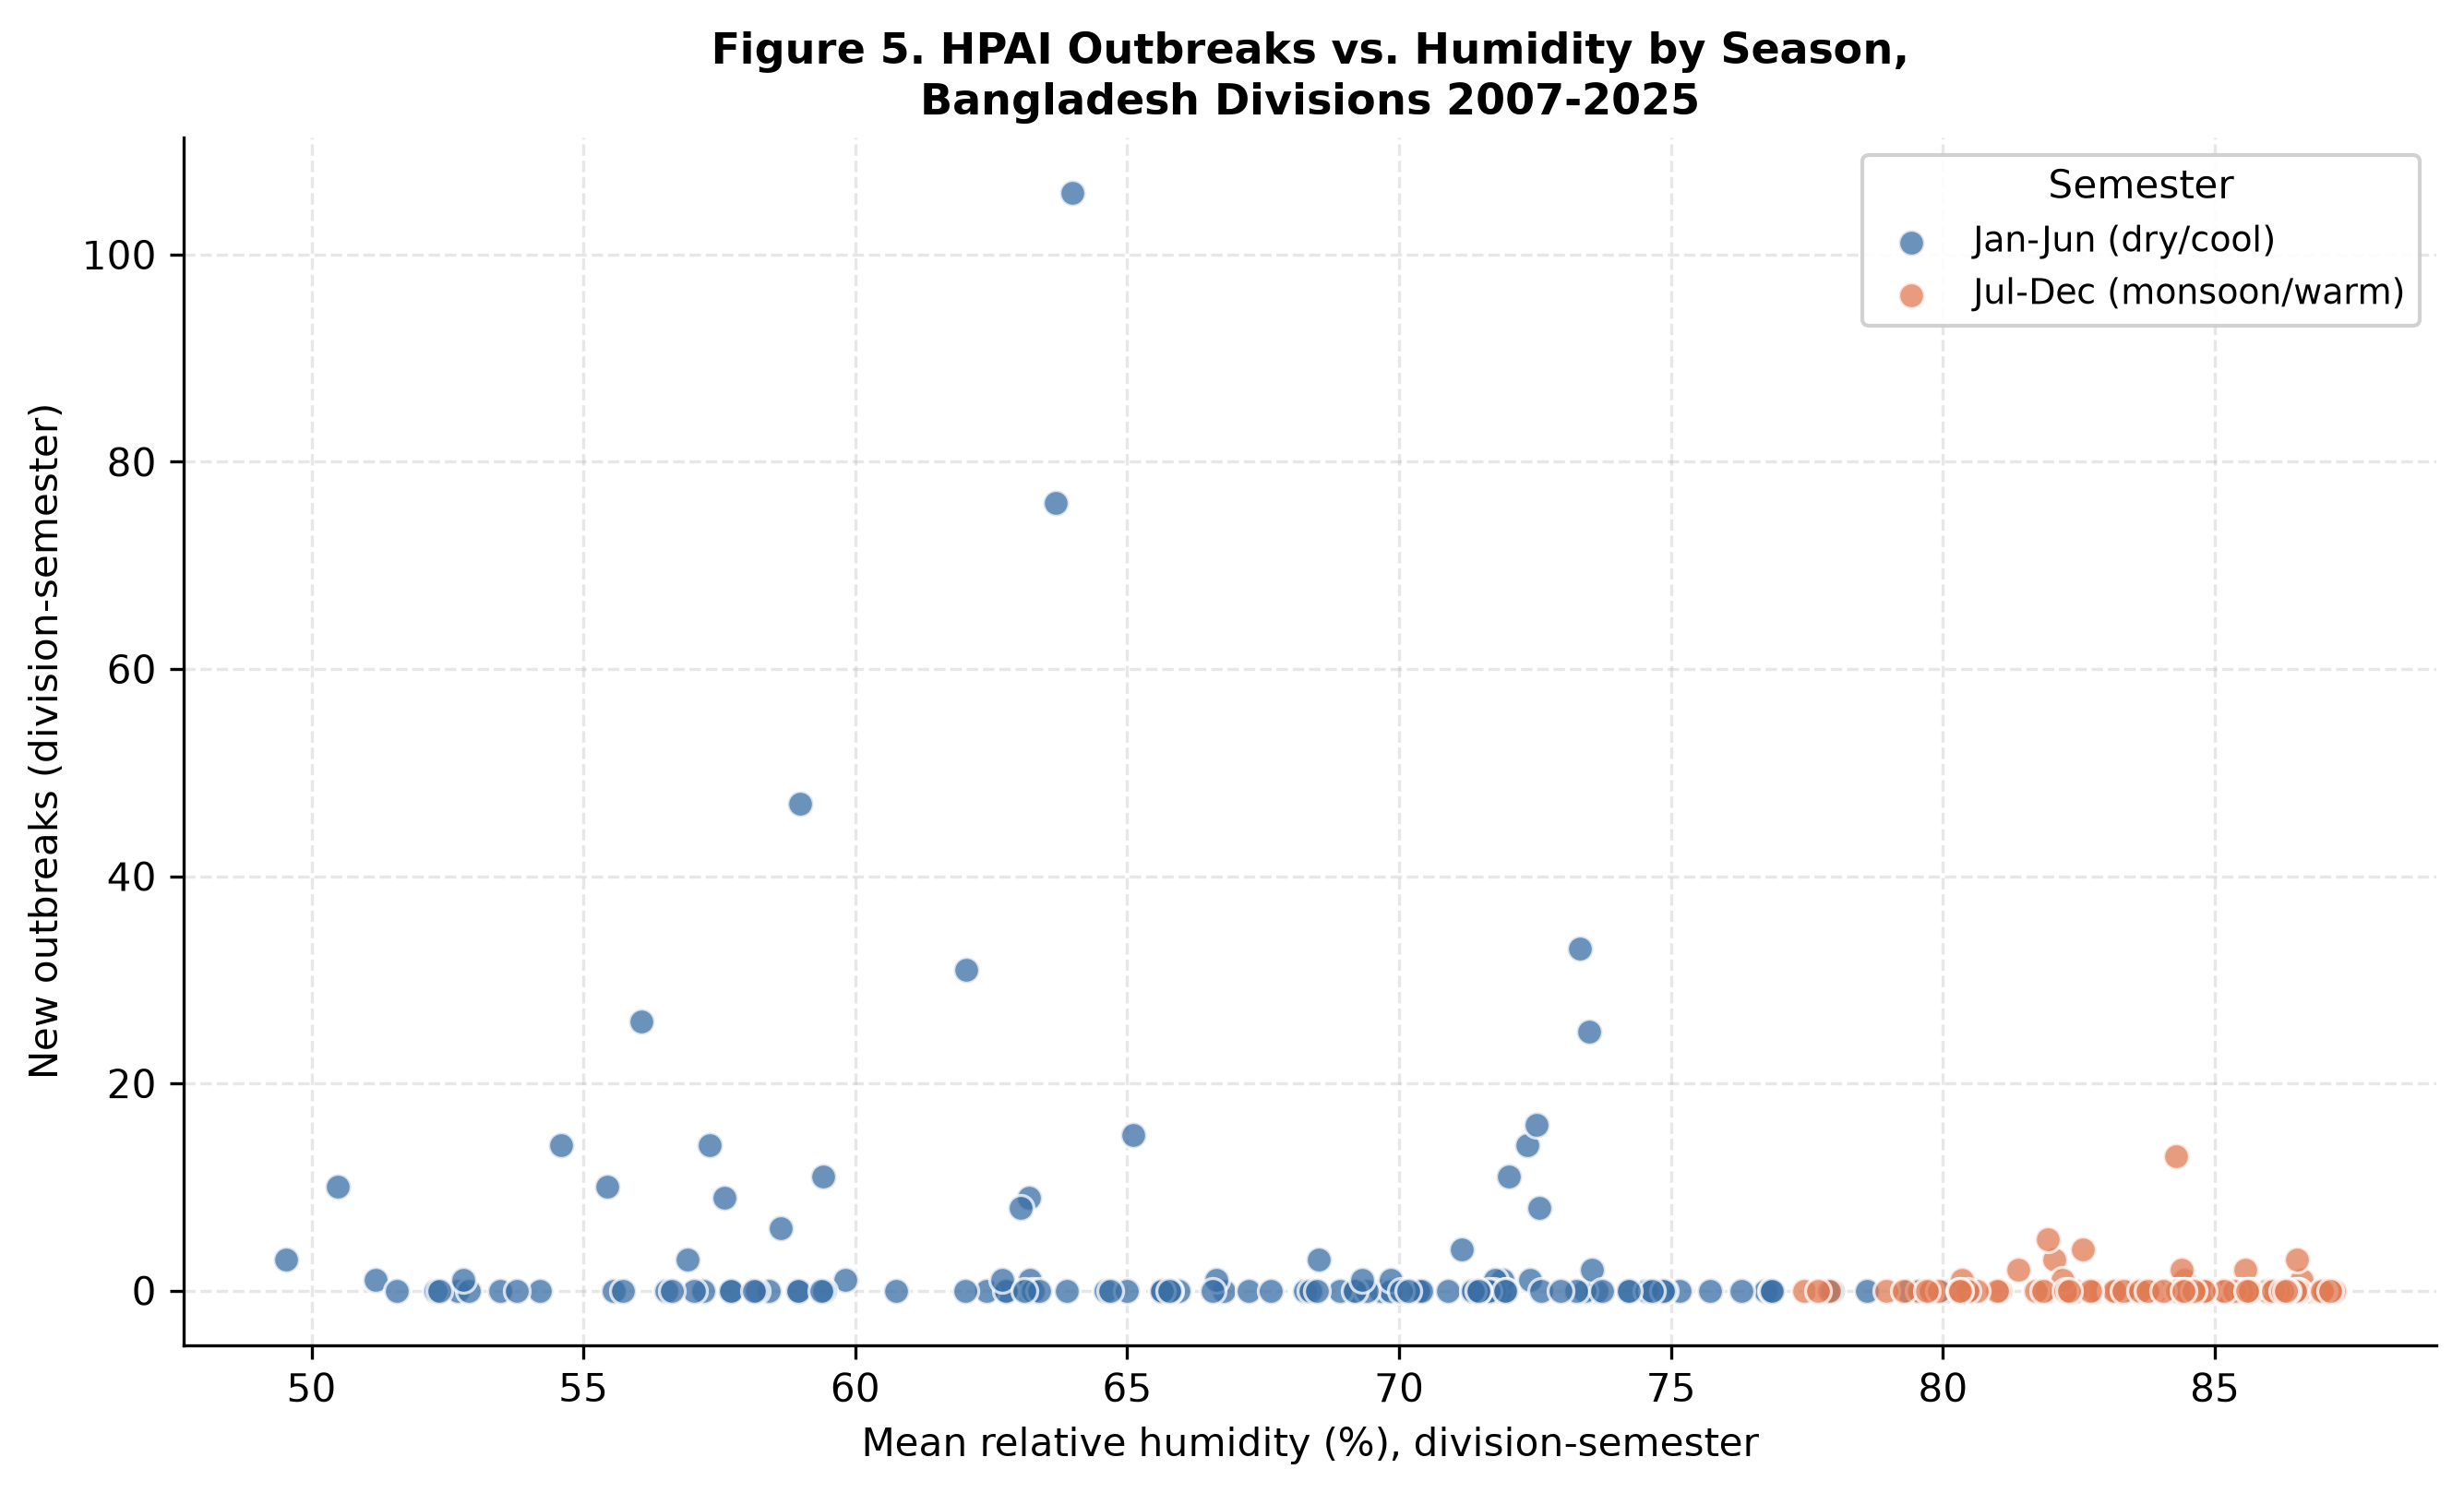 Figure 5. HPAI Outbreaks vs. Humidity by Season,
Bangladesh Divisions 2007-2025
Semester
Jan-Jun (dry/cool)
Jul-Dec (monsoon/warm)
New outbreaks (division-semester)
100
80
60
40
20
0
50 55 60 65 70 75 80 85
Mean relative humidity (%), division-semester